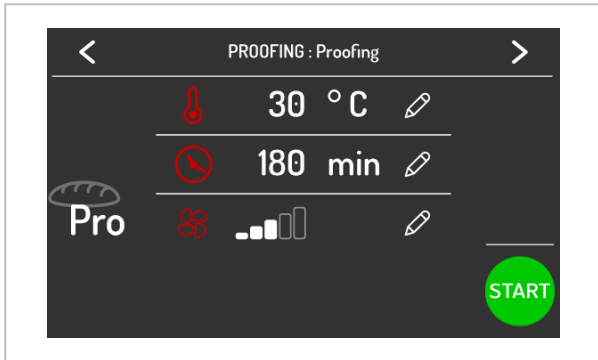 PROOFING : Proofing
30 °C
180 min
Pro
START